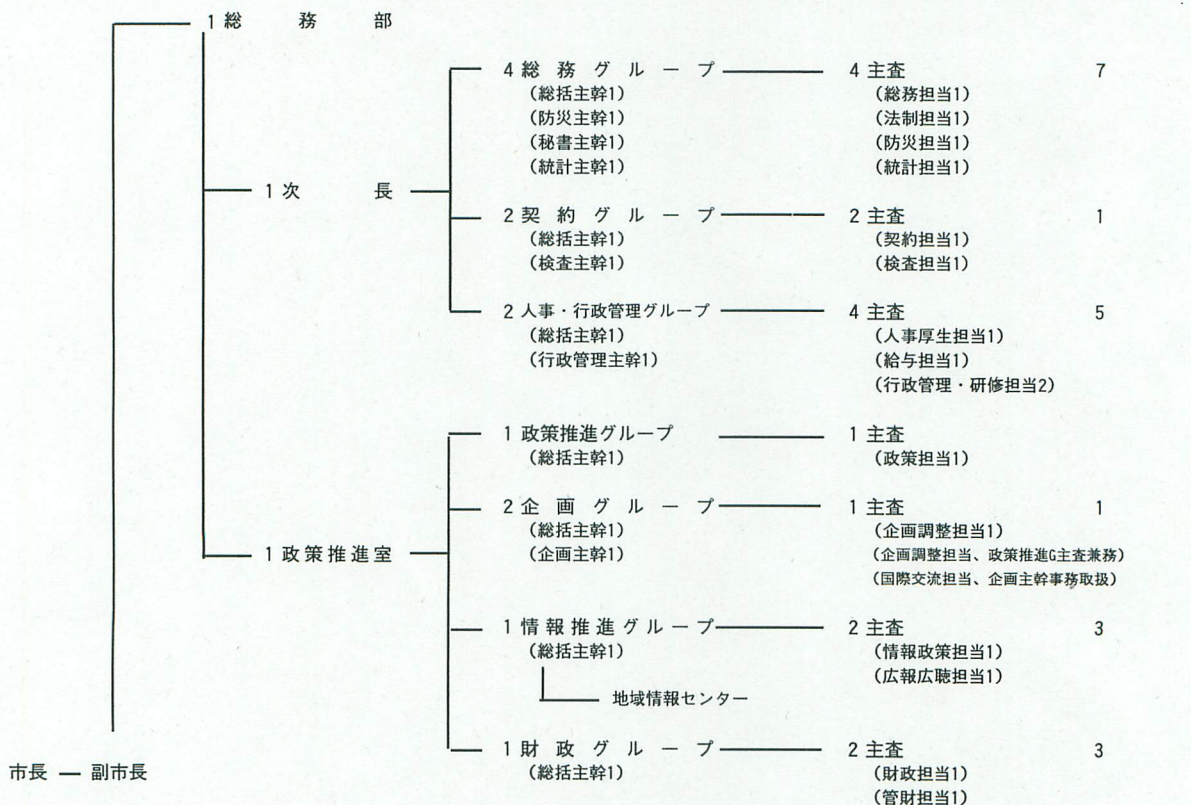 1 総務部
4 総務グループ 4 主査 7
(総括主幹1) (総務担当1)
(防災主幹1) (法制担当1)
(秘書主幹1) (防災担当1)
(統計主幹1) (統計担当1)
1 次長
2 契約グループ 2 主査 1
(総括主幹1) (契約担当1)
(検査主幹1) (検査担当1)
2 人事・行政管理グループ 4 主査 5
(総括主幹1) (人事厚生担当1)
(行政管理主幹1) (給与担当1)
(行政管理・研修担当2)
1 政策推進グループ 1 主査
(総括主幹1) (政策担当1)
2 企画グループ 1 主査 1
(総括主幹1) (企画調整担当1)
1 政策推進室 (企画主幹1) (企画調整担当、政策推進G主査兼務)
(国際交流担当、企画主幹事務取扱)
1 情報推進グループ 2 主査 3
(総括主幹1) (情報政策担当1)
(広報広聴担当1)
地域情報センター
1 財政グループ 2 主査 3
市長 ― 副市長 (総括主幹1) (財政担当1)
(管財担当1)